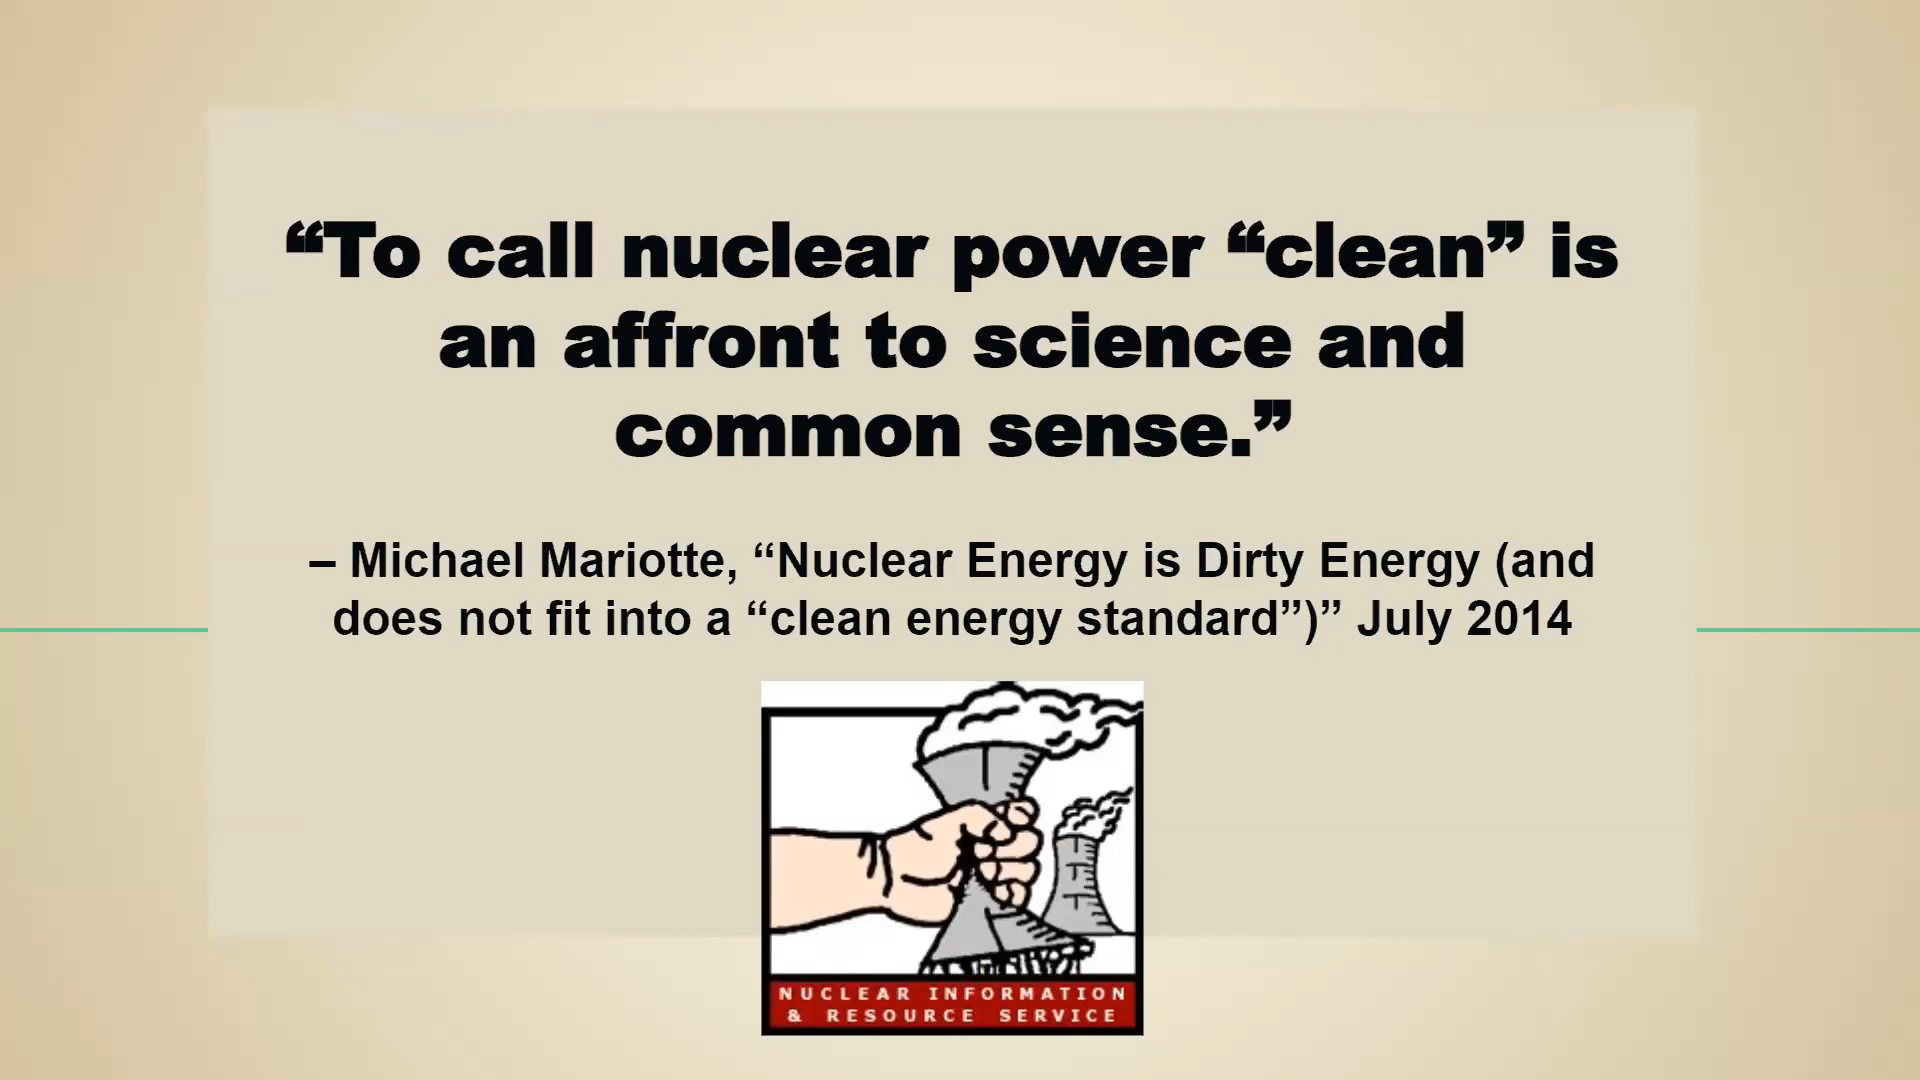 “To call nuclear power “clean” is
an affront to science and
common sense.”
– Michael Mariotte, “Nuclear Energy is Dirty Energy (and
does not fit into a “clean energy standard”)” July 2014
NUCLEAR INFORMATION
& RESOURCE SERVICE